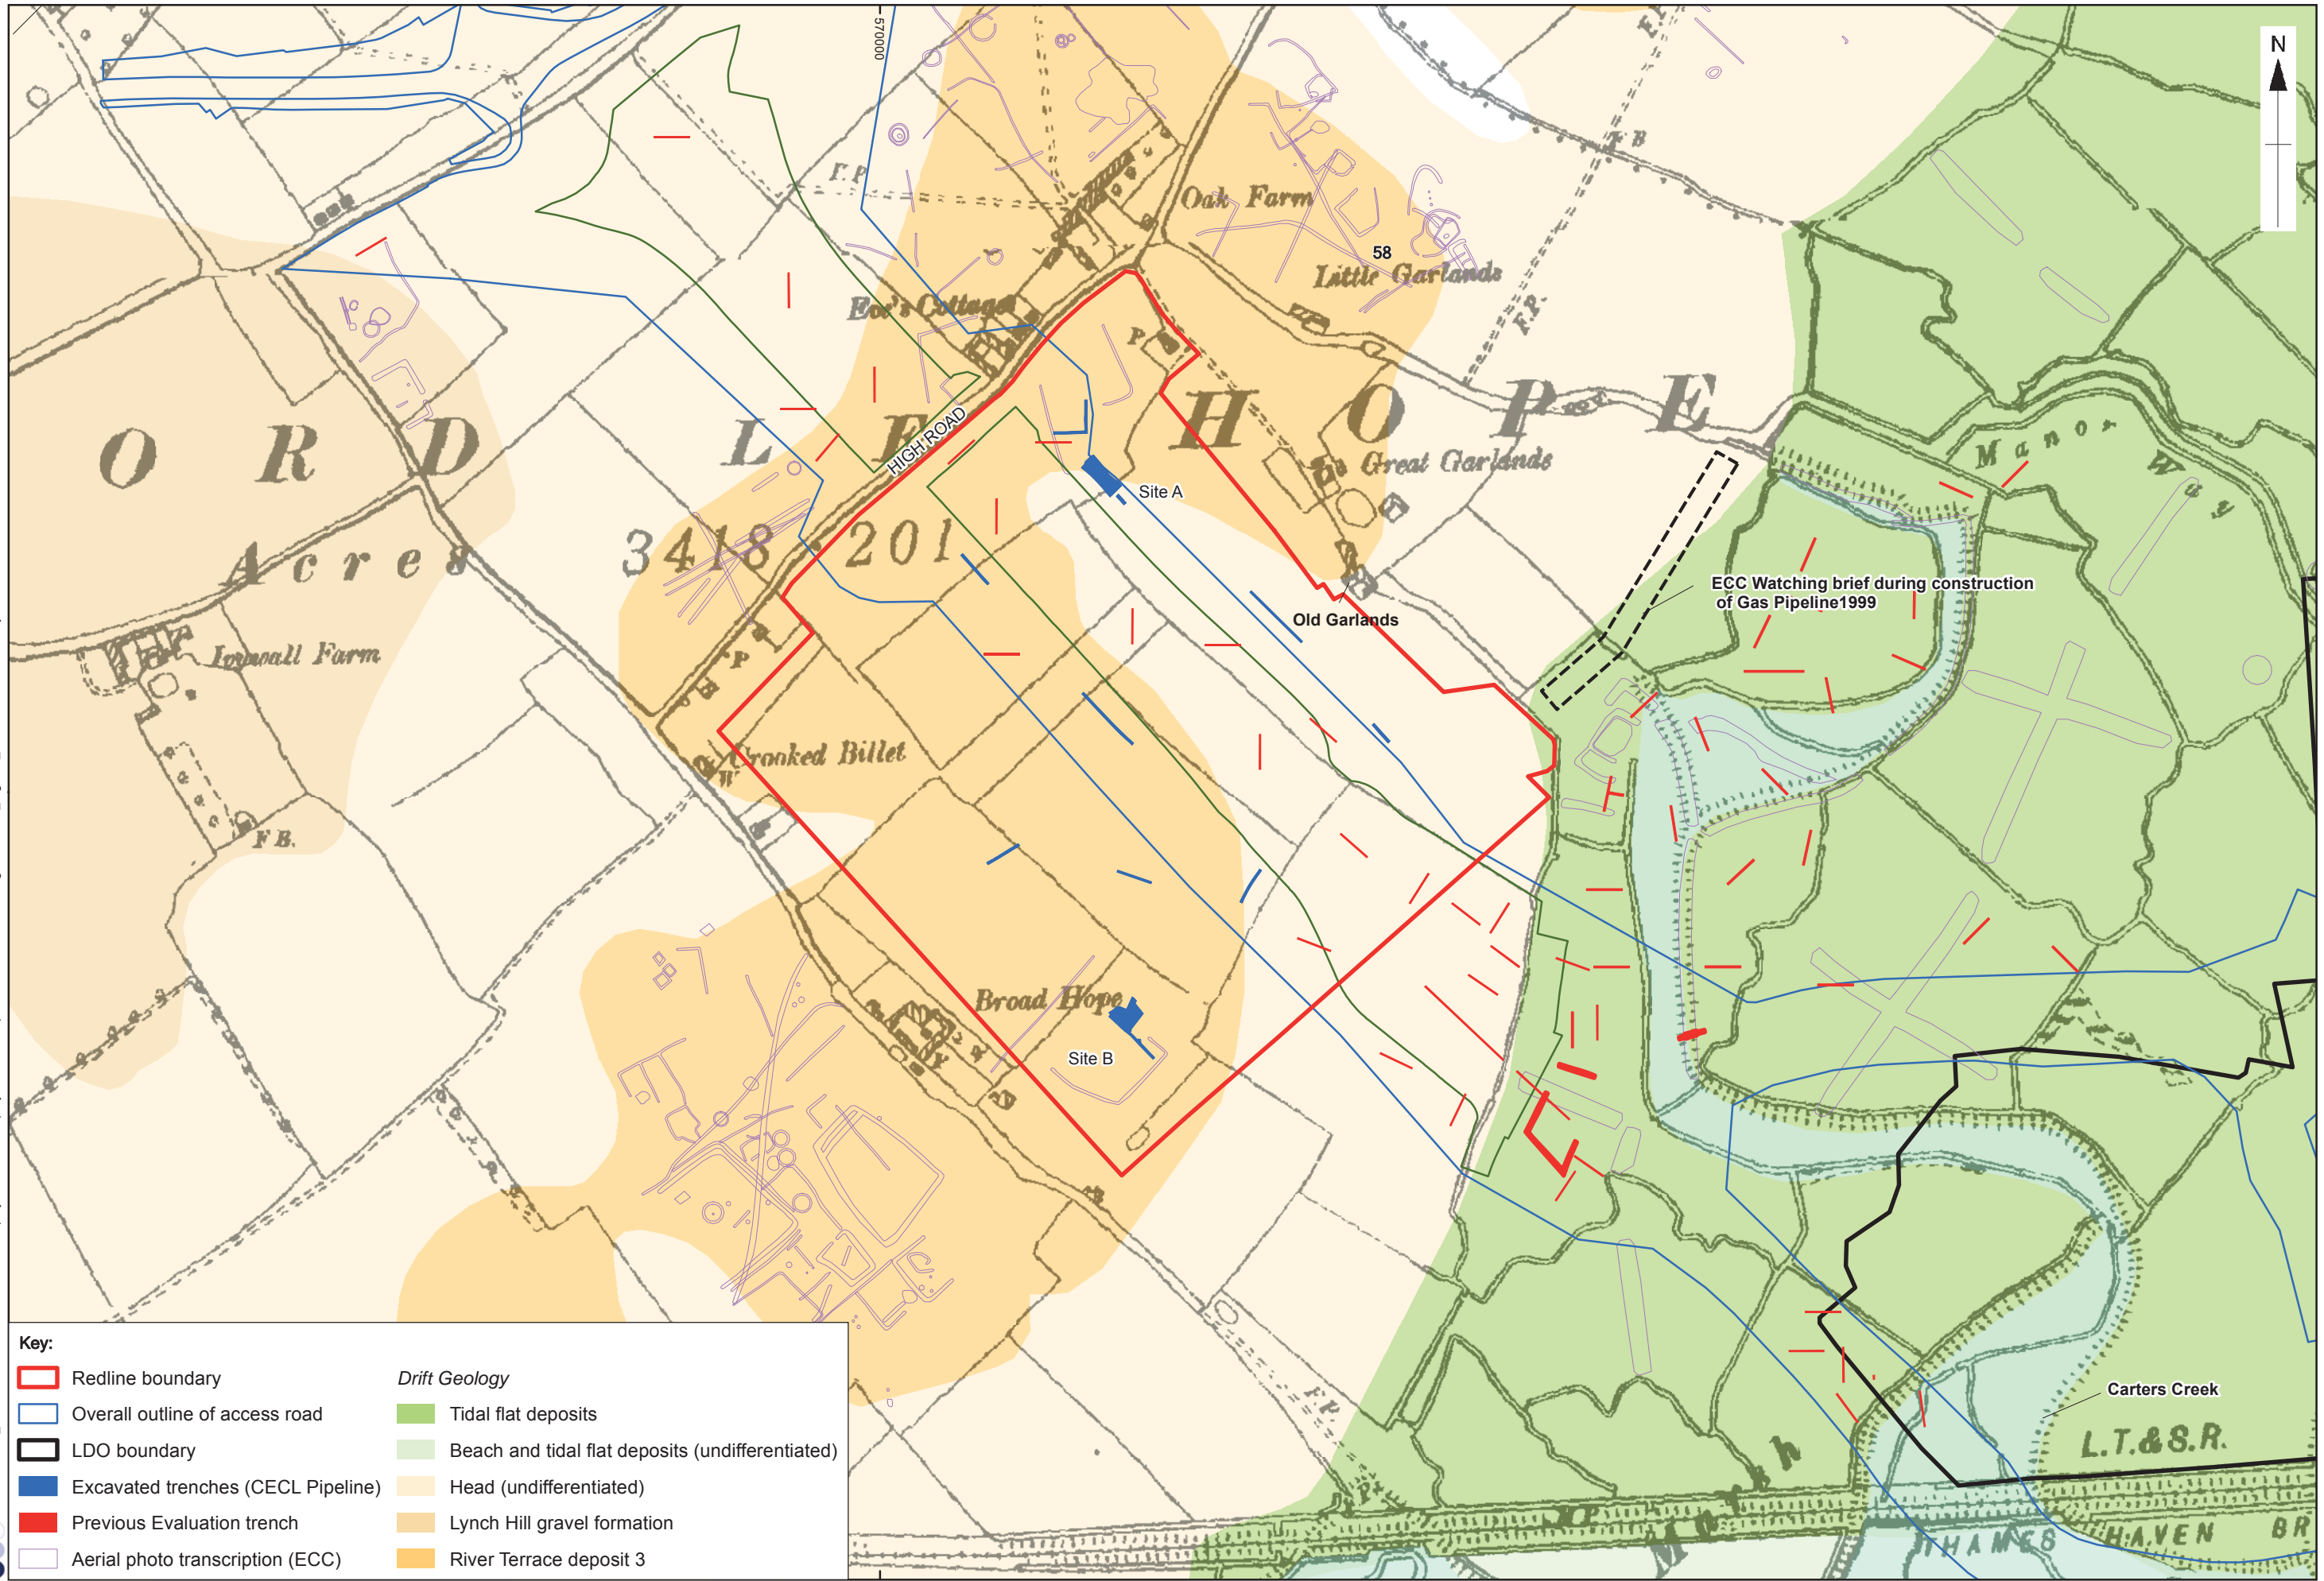 570000
N
F.P.
F B
Oak Farm
58
Little Garlands
F.P.
P
HIGH ROAD
O R D L E H O P E
Great Garlands
Manor Way
Site A
3418 · 201
Acres
ECC Watching brief during construction
of Gas Pipeline1999
Old Garlands
P
Crooked Billet
W
F B.
Broad Hope
Site B
F.P.
Carters Creek
L.T.& S.R.
THAMES HAVEN BR
Key:
Redline boundary
Overall outline of access road
LDO boundary
Excavated trenches (CECL Pipeline)
Previous Evaluation trench
Aerial photo transcription (ECC)
Drift Geology
Tidal flat deposits
Beach and tidal flat deposits (undifferentiated)
Head (undifferentiated)
Lynch Hill gravel formation
River Terrace deposit 3